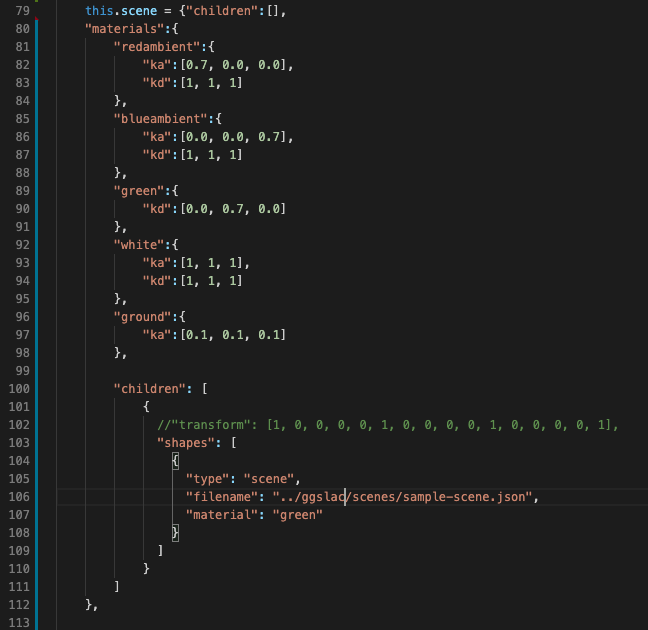 79 this.scene = {"children":[],
80 "materials":{
81 "redambient":{
82 "ka":[0.7, 0.0, 0.0],
83 "kd":[1, 1, 1]
84 },
85 "blueambient":{
86 "ka":[0.0, 0.0, 0.7],
87 "kd":[1, 1, 1]
88 },
89 "green":{
90 "kd":[0.0, 0.7, 0.0]
91 },
92 "white":{
93 "ka":[1, 1, 1],
94 "kd":[1, 1, 1]
95 },
96 "ground":{
97 "ka":[0.1, 0.1, 0.1]
98 },
99
100 "children": [
101 {
102 //"transform": [1, 0, 0, 0, 0, 1, 0, 0, 0, 0, 1, 0, 0, 0, 0, 1],
103 "shapes": [
104 {
105 "type": "scene",
106 "filename": "../ggslac/scenes/sample-scene.json",
107 "material": "green"
108 }
109 ]
110 }
111 ]
112 },
113